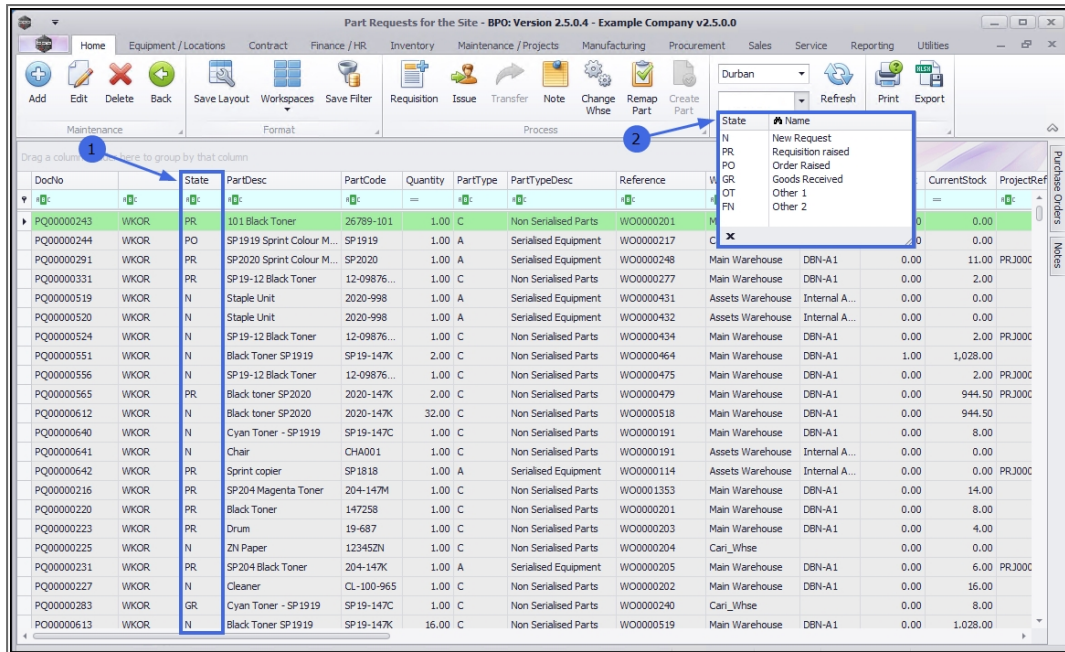 Part Requests for the Site - BPO: Version 2.5.0.4 - Example Company v2.5.0.0
Home Equipment / Locations Contract Finance / HR Inventory Maintenance / Projects Manufacturing Procurement Sales Service Reporting Utilities
Add Edit Delete Back Save Layout Workspaces Save Filter Requisition Issue Transfer Note Change Whse Remap Part Create Part Durban Refresh Print Export
Maintenance Format Process
1
2
State Name
N New Request
PR Requisition raised
PO Order Raised
GR Goods Received
OT Other 1
FN Other 2
Drag a column here to group by that column
DocNo State PartDesc PartCode Quantity PartType PartTypeDesc Reference W CurrentStock ProjectRef
PQ00000243 WKOR PR 101 Black Toner 26789-101 1.00 C Non Serialised Parts WO0000201 M 0 0.00
PQ00000244 WKOR PO SP1919 Sprint Colour M... SP1919 1.00 A Serialised Equipment WO0000217 C 0 0.00
PQ00000291 WKOR PR SP2020 Sprint Colour M... SP2020 1.00 A Serialised Equipment WO0000248 Main Warehouse DBN-A1 0.00 11.00 PRJ000
PQ00000331 WKOR PR SP19-12 Black Toner 12-09876... 1.00 C Non Serialised Parts WO0000277 Main Warehouse DBN-A1 0.00 2.00
PQ00000519 WKOR N Staple Unit 2020-998 1.00 A Serialised Equipment WO0000431 Assets Warehouse Internal A... 0.00 0.00
PQ00000520 WKOR N Staple Unit 2020-998 1.00 A Serialised Equipment WO0000432 Assets Warehouse Internal A... 0.00 0.00
PQ00000524 WKOR N SP19-12 Black Toner 12-09876... 1.00 C Non Serialised Parts WO0000434 Main Warehouse DBN-A1 0.00 2.00 PRJ000
PQ00000551 WKOR N Black Toner SP1919 SP19-147K 2.00 C Non Serialised Parts WO0000464 Main Warehouse DBN-A1 1.00 1,028.00
PQ00000556 WKOR N SP19-12 Black Toner 12-09876... 1.00 C Non Serialised Parts WO0000475 Main Warehouse DBN-A1 0.00 2.00 PRJ000
PQ00000565 WKOR PR Black toner SP2020 2020-147K 2.00 C Non Serialised Parts WO0000479 Main Warehouse DBN-A1 0.00 944.50 PRJ000
PQ00000612 WKOR N Black toner SP2020 2020-147K 32.00 C Non Serialised Parts WO0000518 Main Warehouse DBN-A1 0.00 944.50
PQ00000640 WKOR N Cyan Toner - SP1919 SP19-147C 1.00 C Non Serialised Parts WO0000191 Main Warehouse DBN-A1 0.00 8.00
PQ00000641 WKOR N Chair CHA001 1.00 C Non Serialised Parts WO0000191 Assets Warehouse Internal A... 0.00 0.00
PQ00000642 WKOR PR Sprint copier SP1818 1.00 A Serialised Equipment WO0000114 Assets Warehouse Internal A... 0.00 0.00 PRJ000
PQ00000216 WKOR PR SP204 Magenta Toner 204-147M 1.00 C Non Serialised Parts WO0001353 Main Warehouse DBN-A1 0.00 14.00
PQ00000220 WKOR PR Black Toner 147258 1.00 C Non Serialised Parts WO0000201 Main Warehouse DBN-A1 0.00 8.00
PQ00000223 WKOR PR Drum 19-687 1.00 C Non Serialised Parts WO0000203 Main Warehouse DBN-A1 0.00 4.00
PQ00000225 WKOR N ZN Paper 12345ZN 1.00 C Non Serialised Parts WO0000204 Cari_Whse 0.00 0.00
PQ00000231 WKOR PR SP204 Black Toner 204-147K 1.00 A Serialised Equipment WO0000205 Main Warehouse DBN-A1 0.00 6.00 PRJ000
PQ00000227 WKOR N Cleaner CL-100-965 1.00 C Non Serialised Parts WO0000202 Main Warehouse DBN-A1 0.00 16.00
PQ00000283 WKOR GR Cyan Toner - SP1919 SP19-147C 1.00 C Non Serialised Parts WO0000240 Cari_Whse 0.00 8.00
PQ00000613 WKOR N Black Toner SP1919 SP19-147K 16.00 C Non Serialised Parts WO0000519 Main Warehouse DBN-A1 0.00 1,028.00
Purchase Orders
Notes